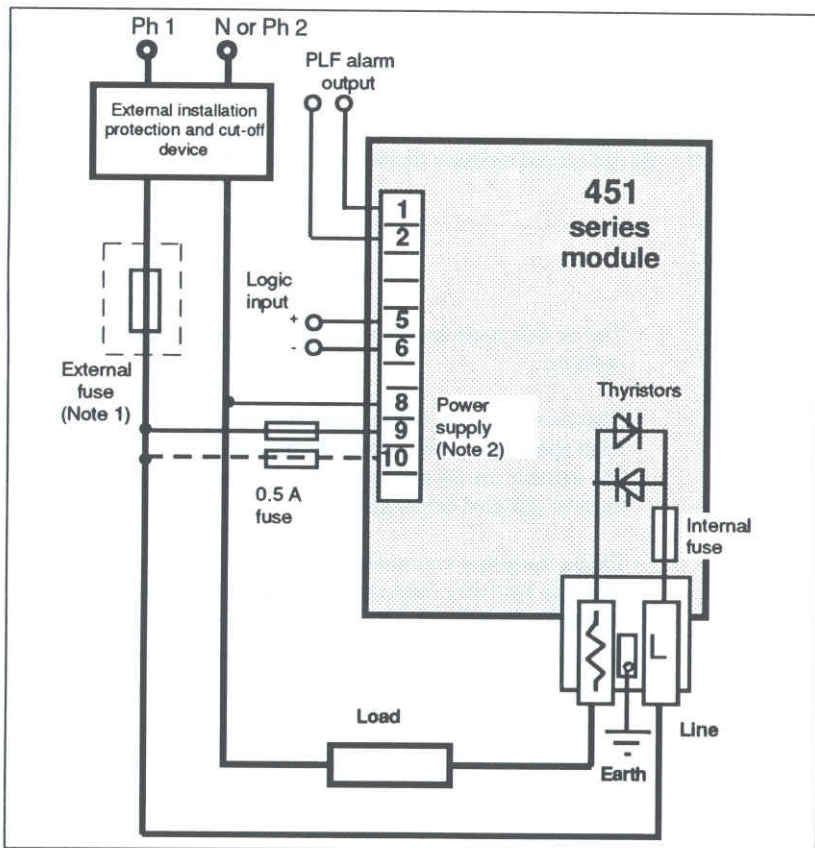 Ph 1
N or Ph 2
External installation
protection and cut-off
device
PLF alarm
output
451
series
module
1
2
Logic
input
+
-
5
6
External
fuse
(Note 1)
8
9
10
Power
supply
(Note 2)
0.5 A
fuse
Thyristors
Internal
fuse
L
Load
Line
Earth